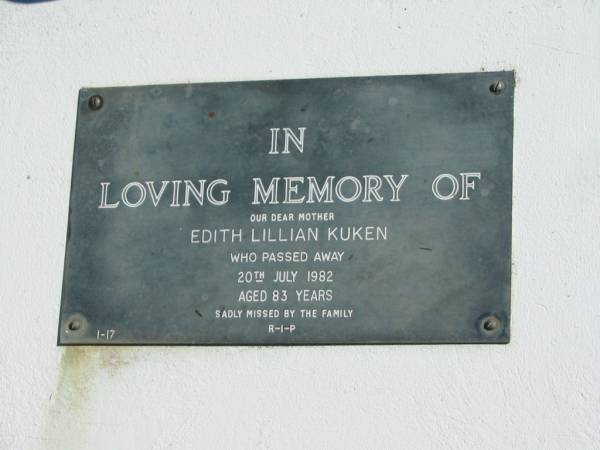 IN
LOVING MEMORY OF
OUR DEAR MOTHER
EDITH LILLIAN KUKEN
WHO PASSED AWAY
20TH JULY 1982
AGED 83 YEARS
SADLY MISSED BY THE FAMILY
R-I-P
1-17